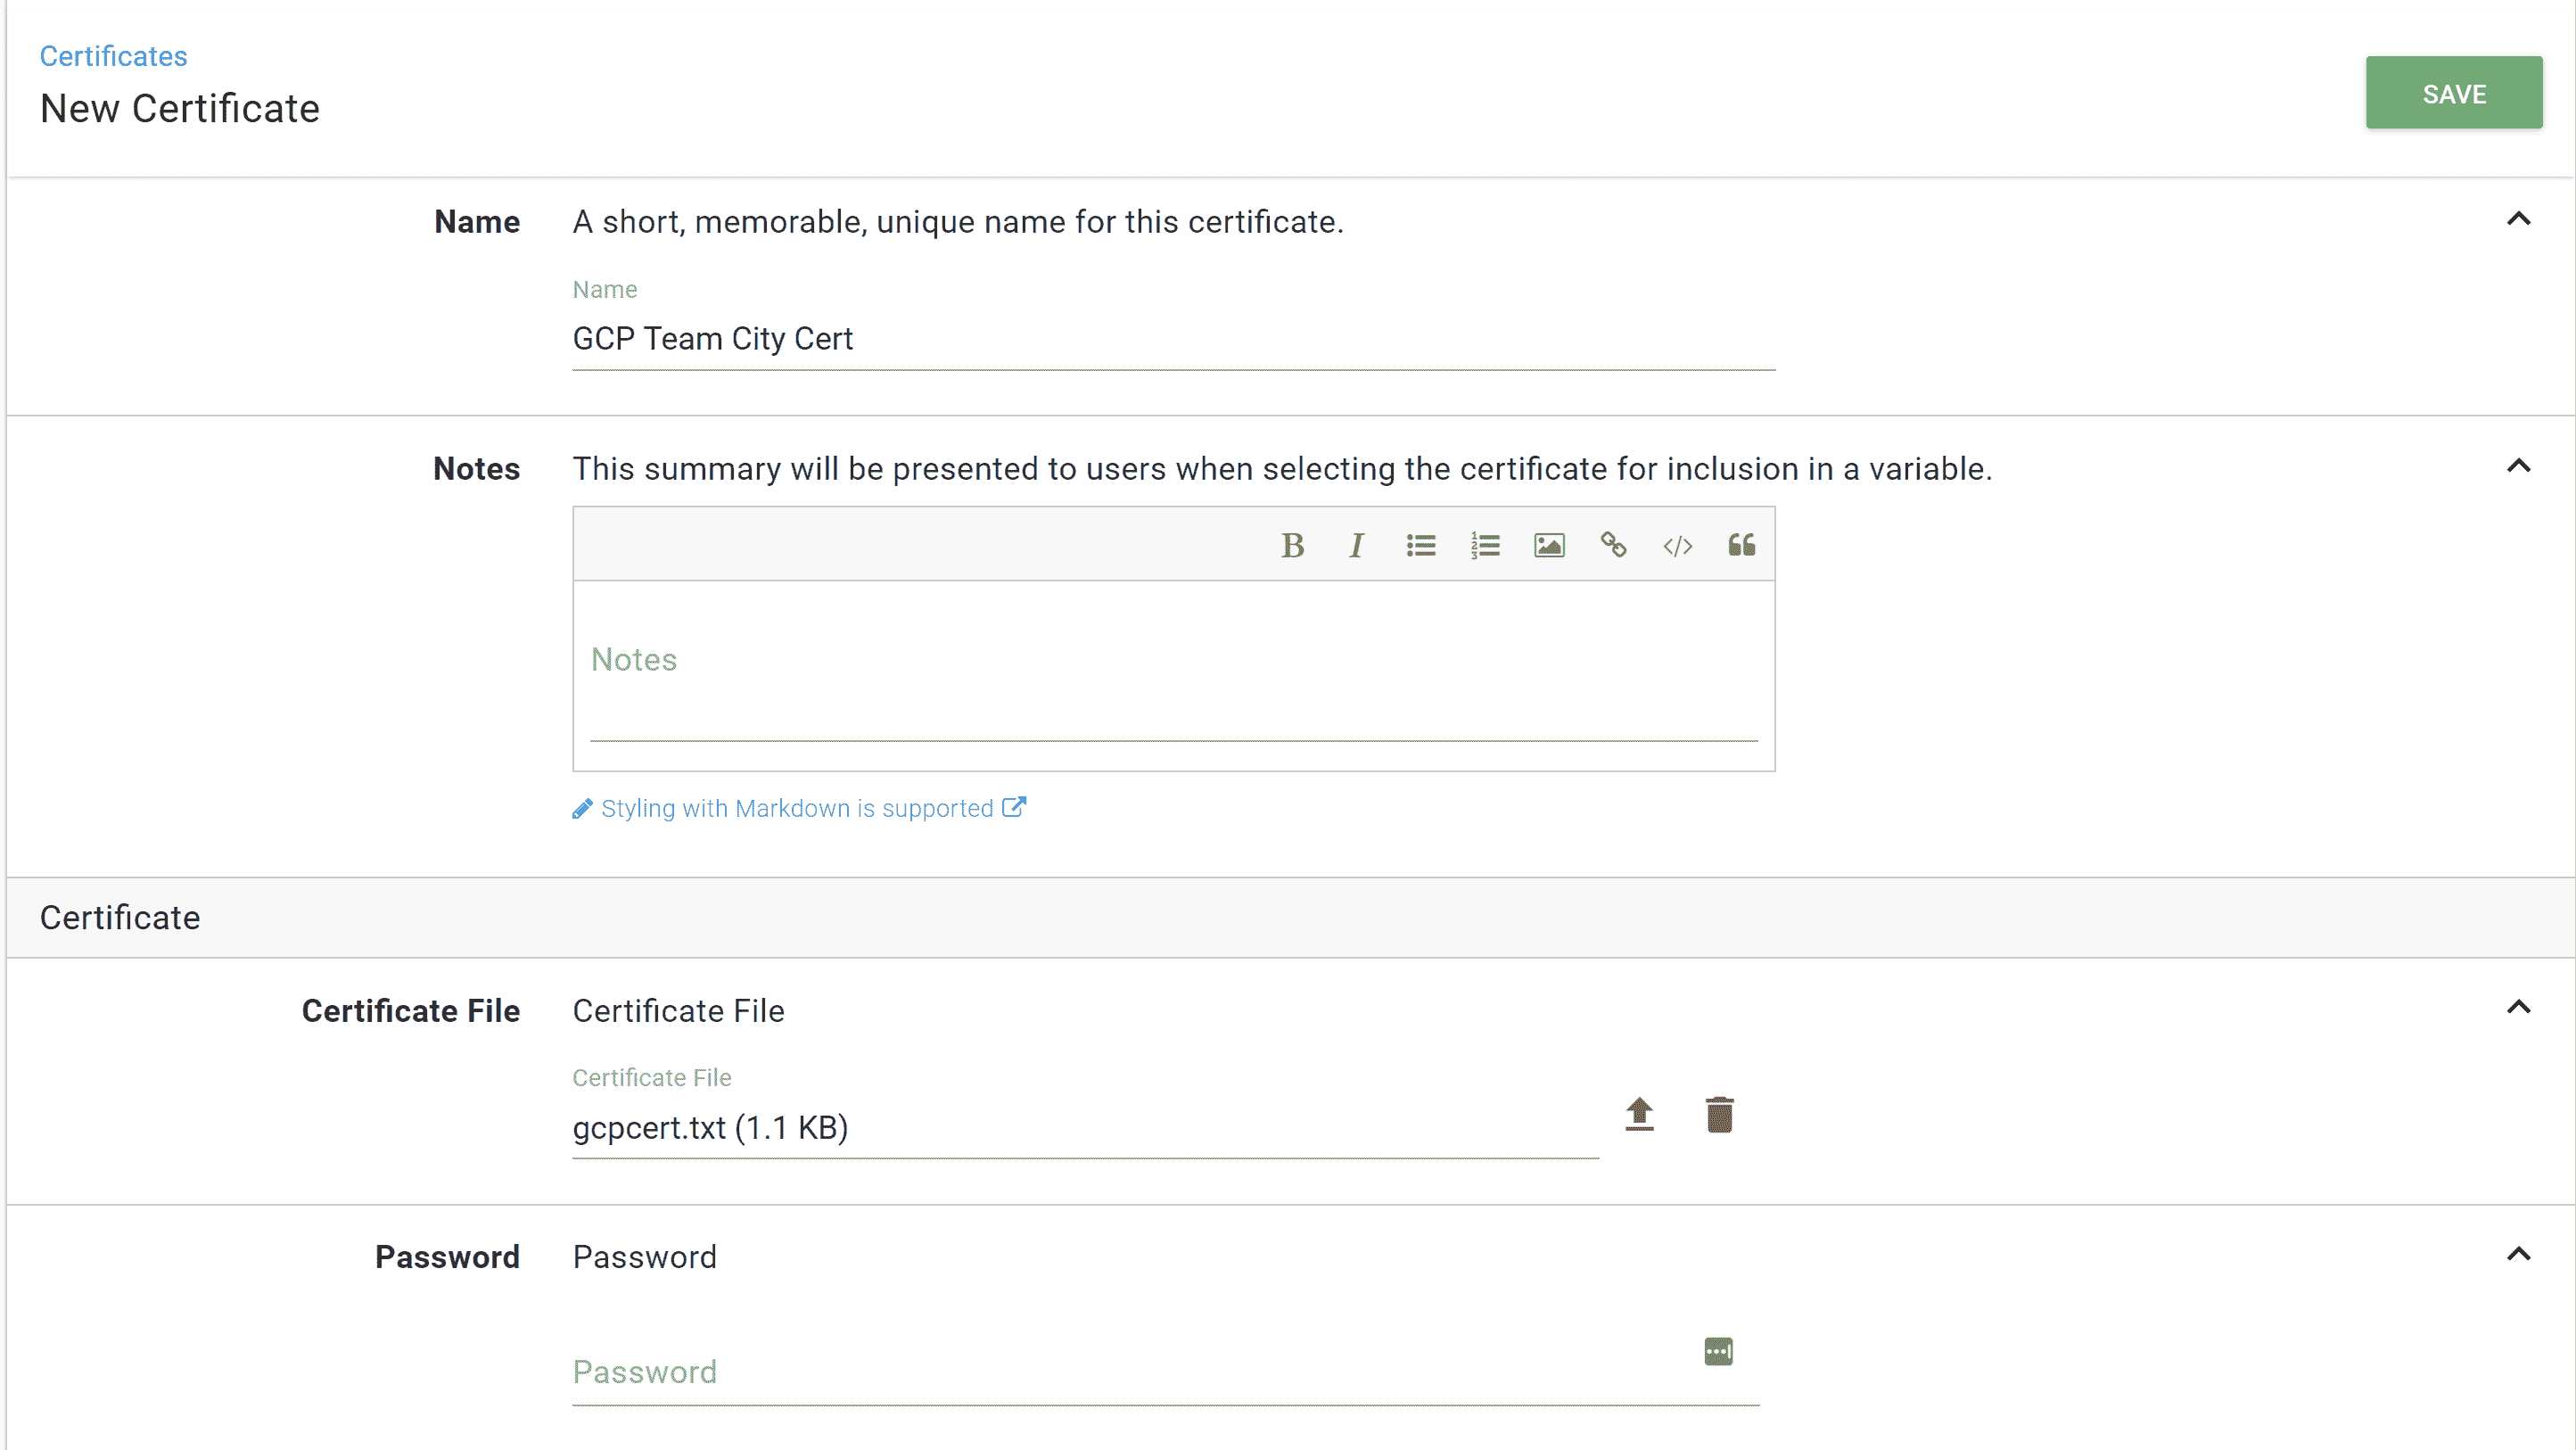 Certificates
New Certificate
SAVE
Name
A short, memorable, unique name for this certificate.
Name
GCP Team City Cert
Notes
This summary will be presented to users when selecting the certificate for inclusion in a variable.
Notes
Styling with Markdown is supported
Certificate
Certificate File
Certificate File
Certificate File
gcpcert.txt (1.1 KB)
Password
Password
Password